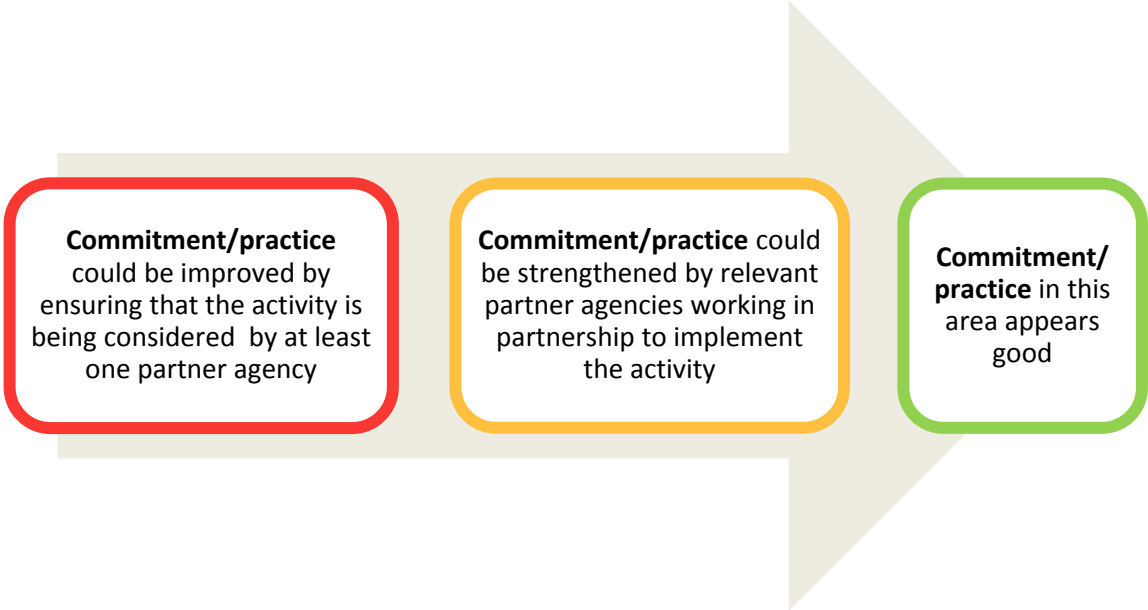 Commitment/practice
could be improved by
ensuring that the activity is
being considered by at least
one partner agency
Commitment/practice could
be strengthened by relevant
partner agencies working in
partnership to implement
the activity
Commitment/
practice in this
area appears
good